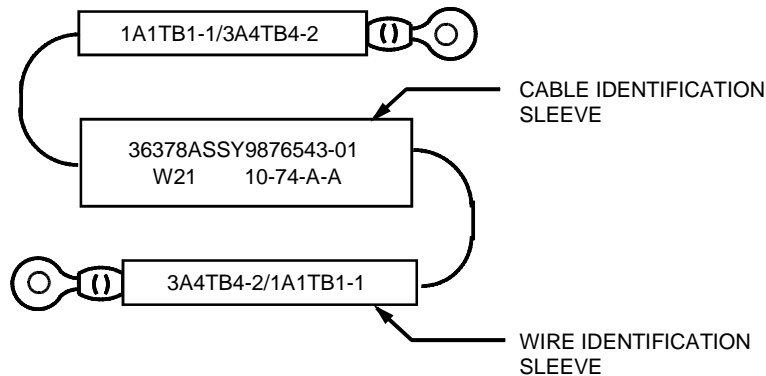 1A1TB1-1/3A4TB4-2
CABLE IDENTIFICATION
SLEEVE
36378ASSY9876543-01
W21 10-74-A-A
3A4TB4-2/1A1TB1-1
WIRE IDENTIFICATION
SLEEVE